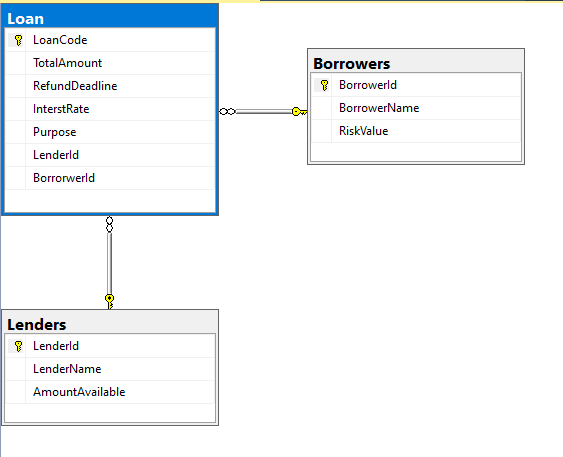 Loan
LoanCode
TotalAmount
RefundDeadline
InterstRate
Purpose
LenderId
BorrorwerId
Borrowers
BorrowerId
BorrowerName
RiskValue
Lenders
LenderId
LenderName
AmountAvailable